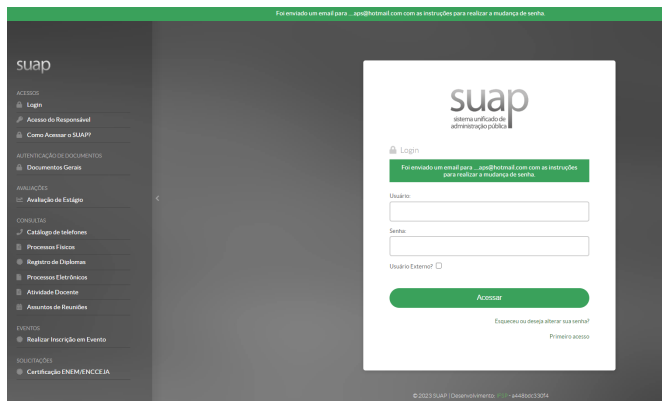 Foi enviado um email para ...aps@hotmail.com com as instruções para realizar a mudança de senha.
suap
ACESSOS
Login
Acesso do Responsável
Como Acessar o SUAP?
AUTENTICAÇÃO DE DOCUMENTOS
Documentos Gerais
AVALIAÇÕES
Avaliação de Estágio
CONSULTAS
Catálogo de telefones
Processos Físicos
Registro de Diplomas
Processos Eletrônicos
Atividade Docente
Assuntos de Reuniões
EVENTOS
Realizar Inscrição em Evento
SOLICITAÇÕES
Certificação ENEM/ENCCEJA
suap
sistema unificado de
administração pública
Login
Foi enviado um email para ...aps@hotmail.com com as instruções
para realizar a mudança de senha.
Usuário:
Senha:
Usuário Externo?
Acessar
Esqueceu ou deseja alterar sua senha?
Primeiro acesso
© 2023 SUAP | Desenvolvimento: